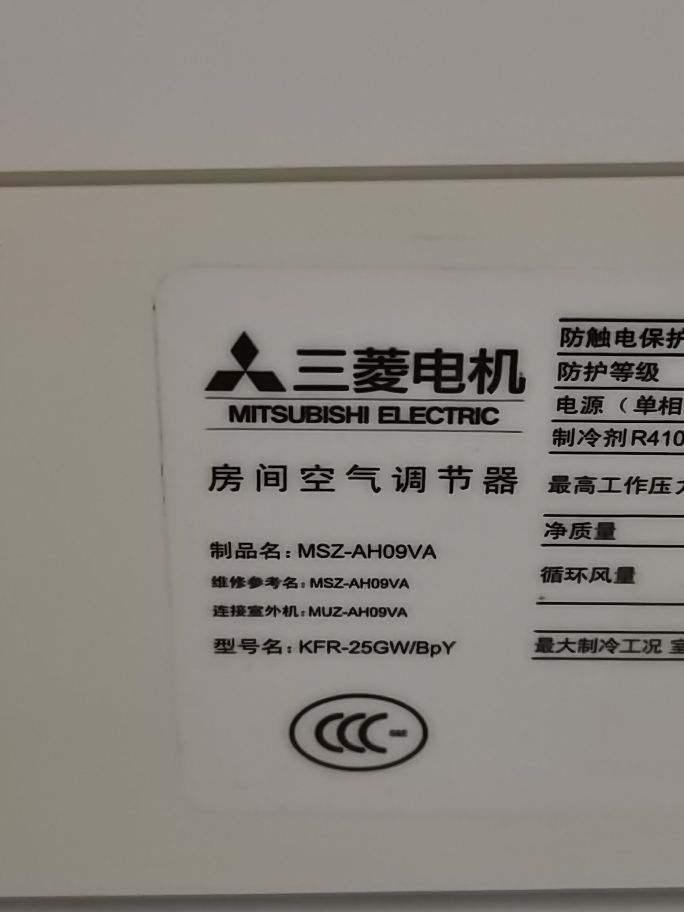 三菱电机
MITSUBISHI ELECTRIC
房间空气调节器
制品名：MSZ-AH09VA
维修参考名：MSZ-AH09VA
连接室外机：MUZ-AH09VA
型号名：KFR-25GW/BpY
CCC
防触电保护
防护等级
电源（单相
制冷剂R410
最高工作压力
净质量
循环风量
最大制冷工况 室